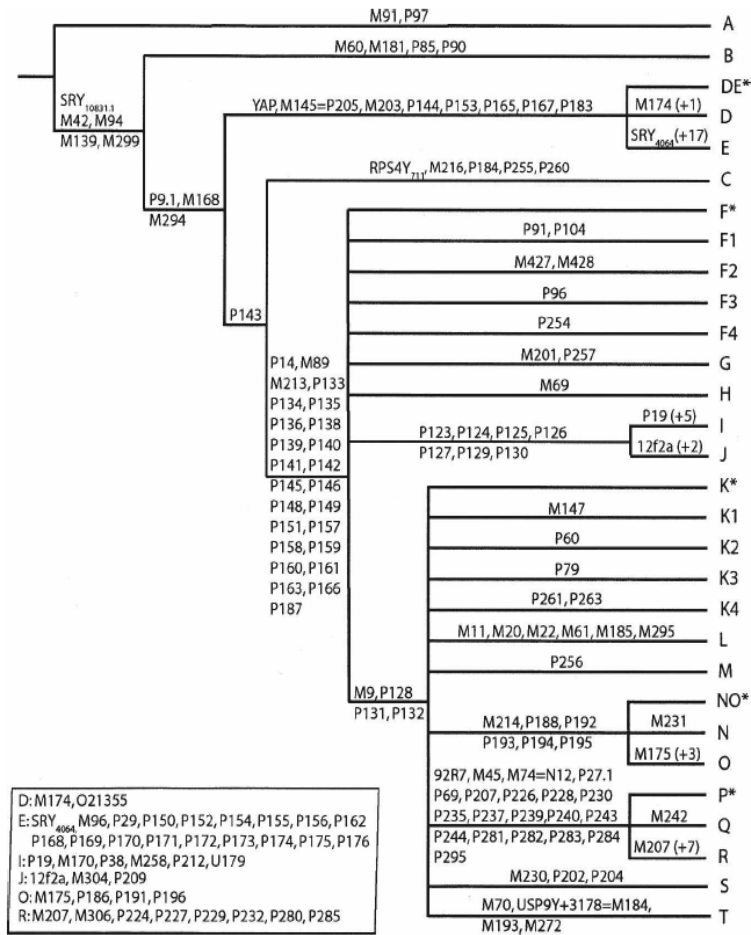 M91, P97
A
M60, M181, P85, P90
B
DE*
SRY10831.1
YAP, M145=P205, M203, P144, P153, P165, P167, P183
M174 (+1)
D
M42, M94
M139, M299
SRY4064(+17)
E
RPS4Y711, M216, P184, P255, P260
C
P9.1, M168
M294
F*
P91, P104
F1
M427, M428
F2
P96
F3
P143
P254
F4
P14, M89
M213, P133
P134, P135
P136, P138
P139, P140
P141, P142
P145, P146
P148, P149
P151, P157
P158, P159
P160, P161
P163, P166
P187
M201, P257
G
M69
H
P123, P124, P125, P126
P127, P129, P130
P19 (+5)
I
12f2a (+2)
J
K*
M147
K1
P60
K2
P79
K3
P261, P263
K4
M11, M20, M22, M61, M185, M295
L
P256
M
M9, P128
P131, P132
NO*
M214, P188, P192
P193, P194, P195
M231
N
M175 (+3)
O
92R7, M45, M74=N12, P27.1
P69, P207, P226, P228, P230
P235, P237, P239, P240, P243
P244, P281, P282, P283, P284
P295
P*
M242
Q
M207 (+7)
R
M230, P202, P204
S
M70, USP9Y+3178=M184,
M193, M272
T
D: M174, O21355
E: SRY4064, M96, P29, P150, P152, P154, P155, P156, P162
P168, P169, P170, P171, P172, P173, P174, P175, P176
I: P19, M170, P38, M258, P212, U179
J: 12f2a, M304, P209
O: M175, P186, P191, P196
R: M207, M306, P224, P227, P229, P232, P280, P285